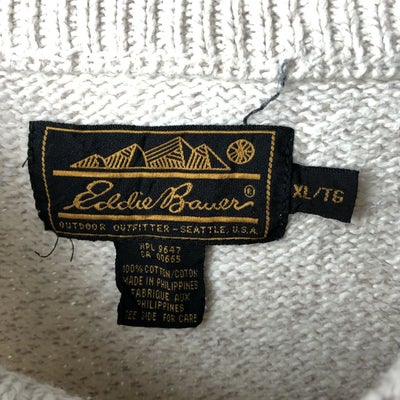 Eddie Bauer®
OUTDOOR OUTFITTER-SEATTLE, U.S.A.
XL/TG
RPL 9647
CA 00665
100% COTTON/COTON
MADE IN PHILIPPINES
FABRIQUE AUX
PHILIPPINES
SEE SIDE FOR CARE